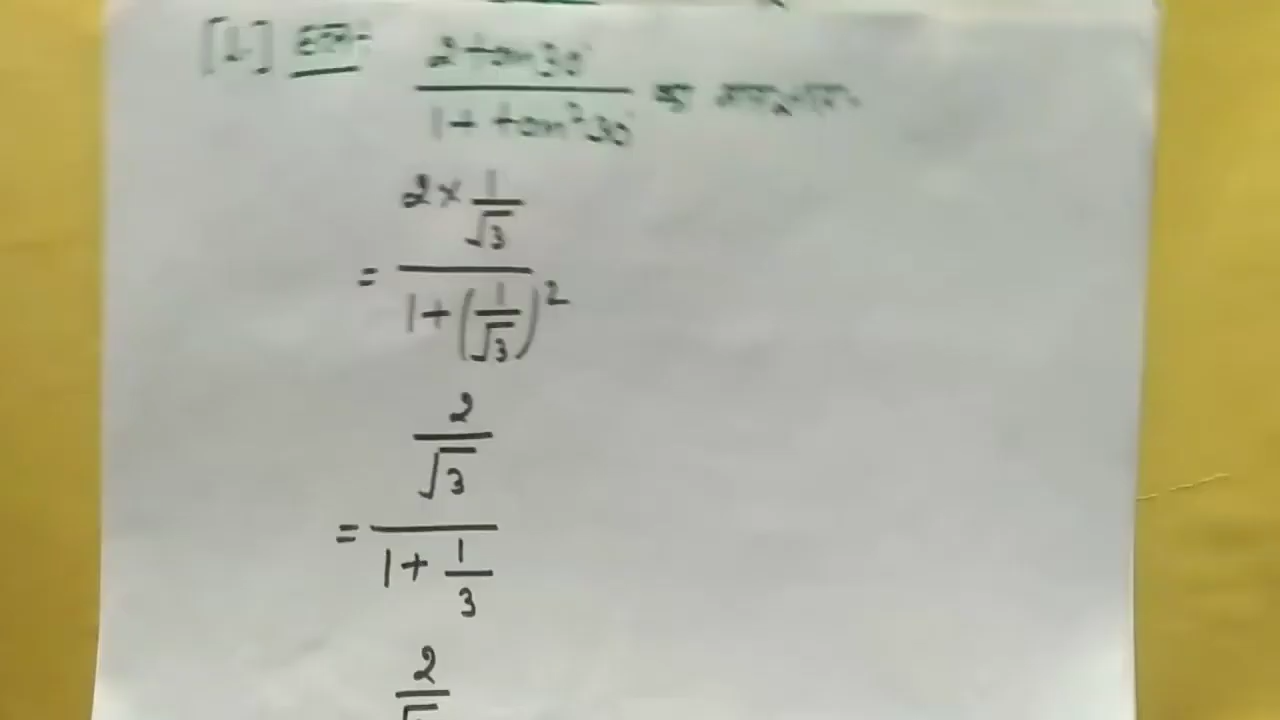 [1]
2 tan 30°
1 + tan² 30°
2 × 1/√3
= 1 + (1/√3)²
2/√3
= 1 + 1/3
2